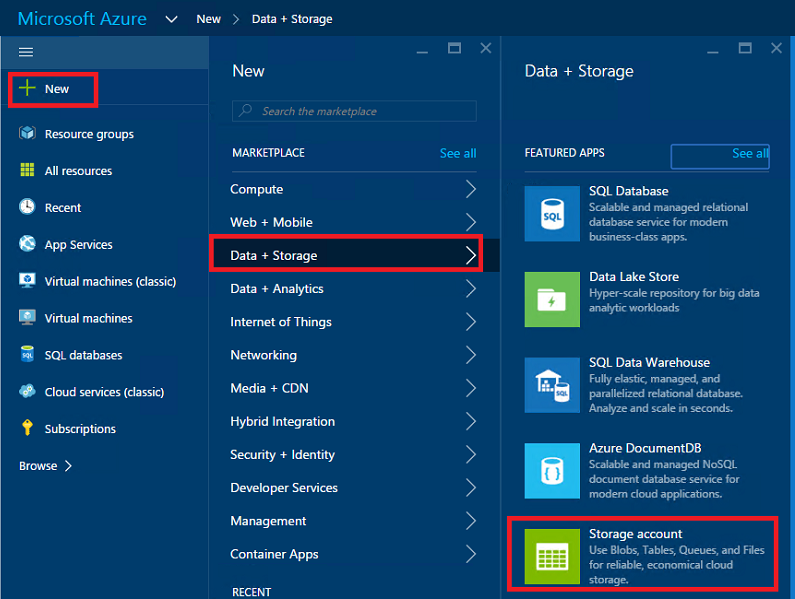 Microsoft Azure New > Data + Storage
New
Resource groups
All resources
Recent
App Services
Virtual machines (classic)
Virtual machines
SQL databases
Cloud services (classic)
Subscriptions
Browse >
New
Search the marketplace
MARKETPLACE See all
Compute
Web + Mobile
Data + Storage
Data + Analytics
Internet of Things
Networking
Media + CDN
Hybrid Integration
Security + Identity
Developer Services
Management
Container Apps
RECENT
Data + Storage
FEATURED APPS See all
SQL
SQL Database
Scalable and managed relational
database service for modern
business-class apps.
Data Lake Store
Hyper-scale repository for big data
analytic workloads
SQL
SQL Data Warehouse
Fully elastic, managed, and
parallelized relational database.
Analyze and scale in seconds.
{ }
Azure DocumentDB
Scalable and managed NoSQL
document database service for
modern cloud applications.
Storage account
Use Blobs, Tables, Queues, and Files
for reliable, economical cloud
storage.